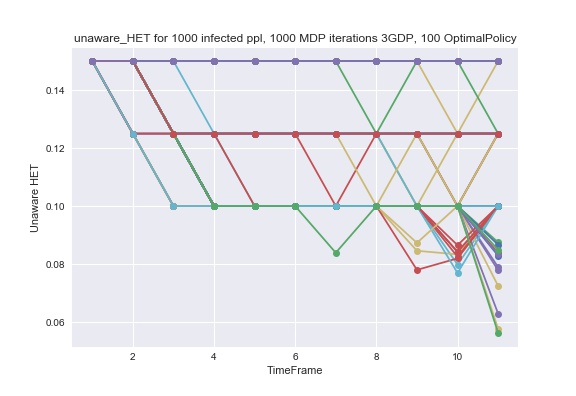 unaware_HET for 1000 infected ppl, 1000 MDP iterations 3GDP, 100 OptimalPolicy
0.14
0.12
0.10
0.08
0.06
Unaware HET
2 4 6 8 10
TimeFrame